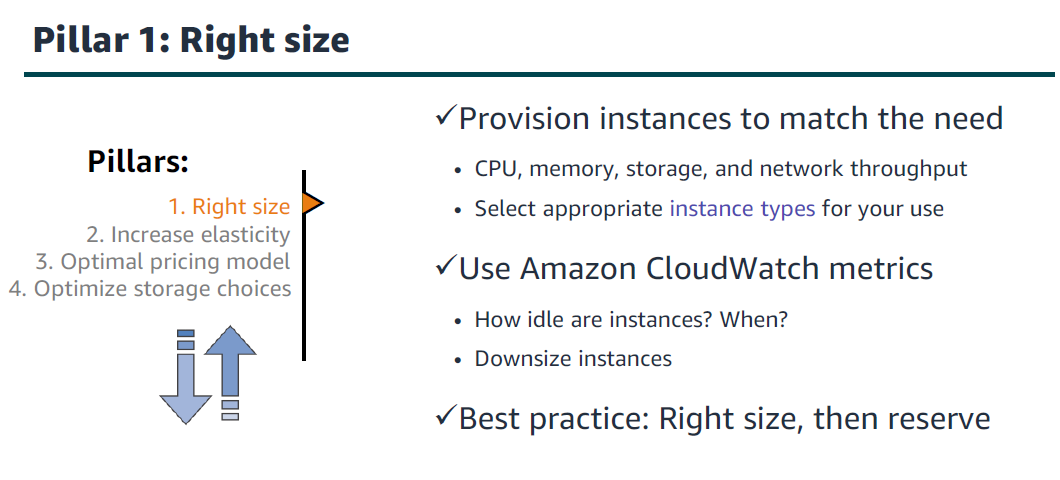 Pillar 1: Right size
Pillars:
1. Right size
2. Increase elasticity
3. Optimal pricing model
4. Optimize storage choices
✓Provision instances to match the need
• CPU, memory, storage, and network throughput
• Select appropriate instance types for your use
✓Use Amazon CloudWatch metrics
• How idle are instances? When?
• Downsize instances
✓Best practice: Right size, then reserve